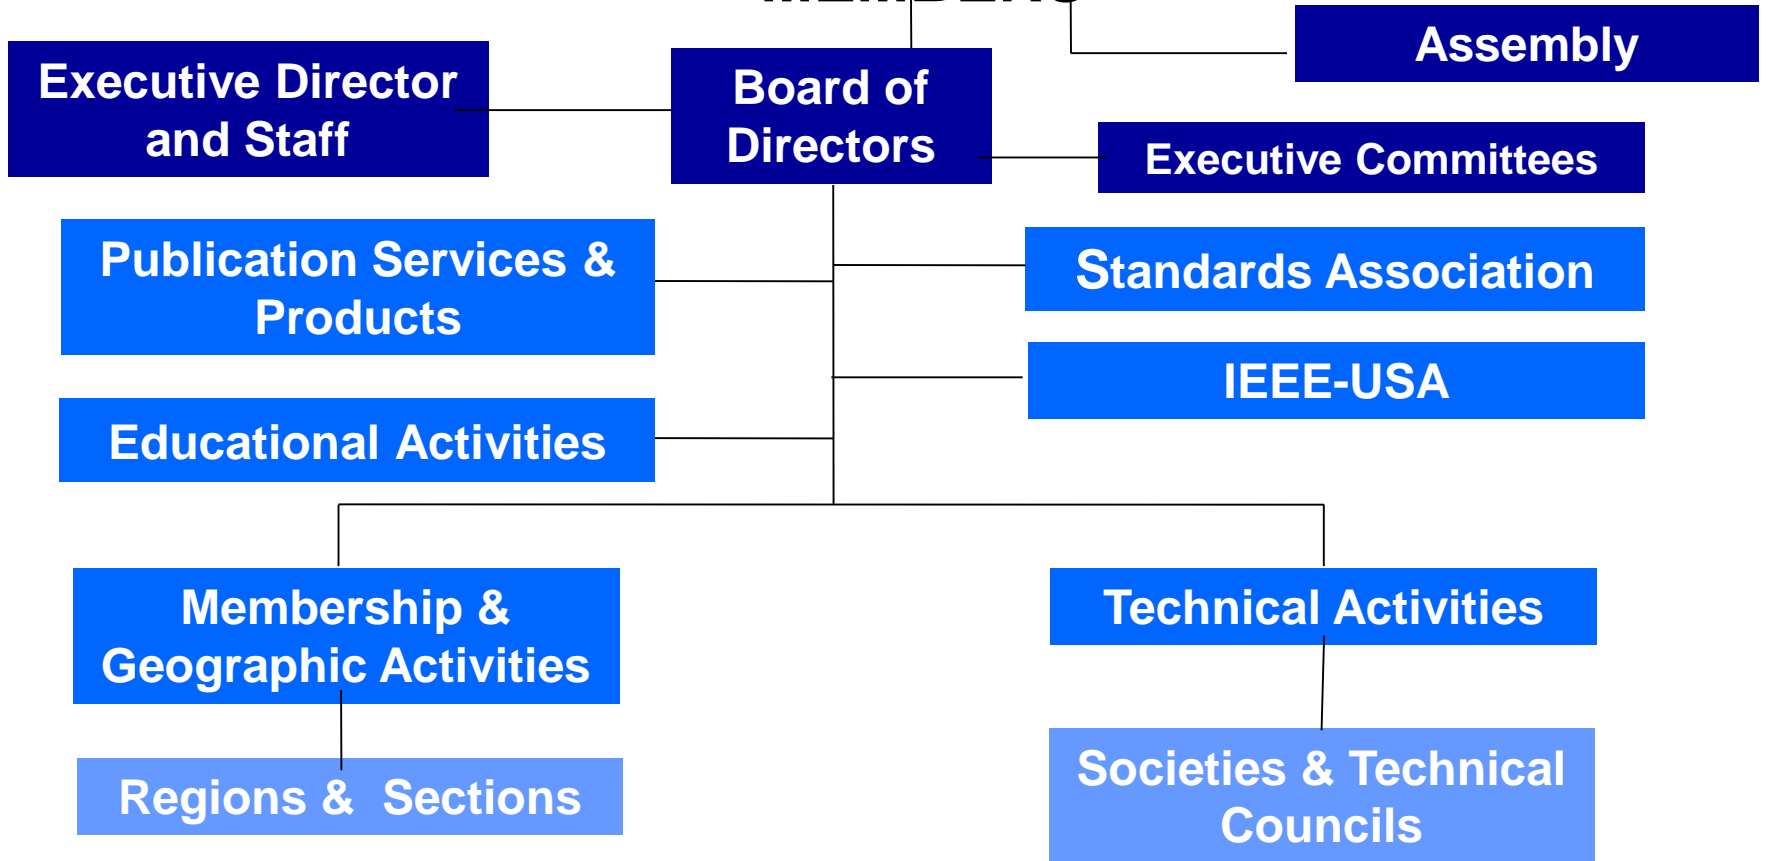 Assembly
Executive Director
and Staff
Board of
Directors
Executive Committees
Publication Services &
Products
Standards Association
IEEE-USA
Educational Activities
Membership &
Geographic Activities
Technical Activities
Regions &  Sections
Societies & Technical
Councils